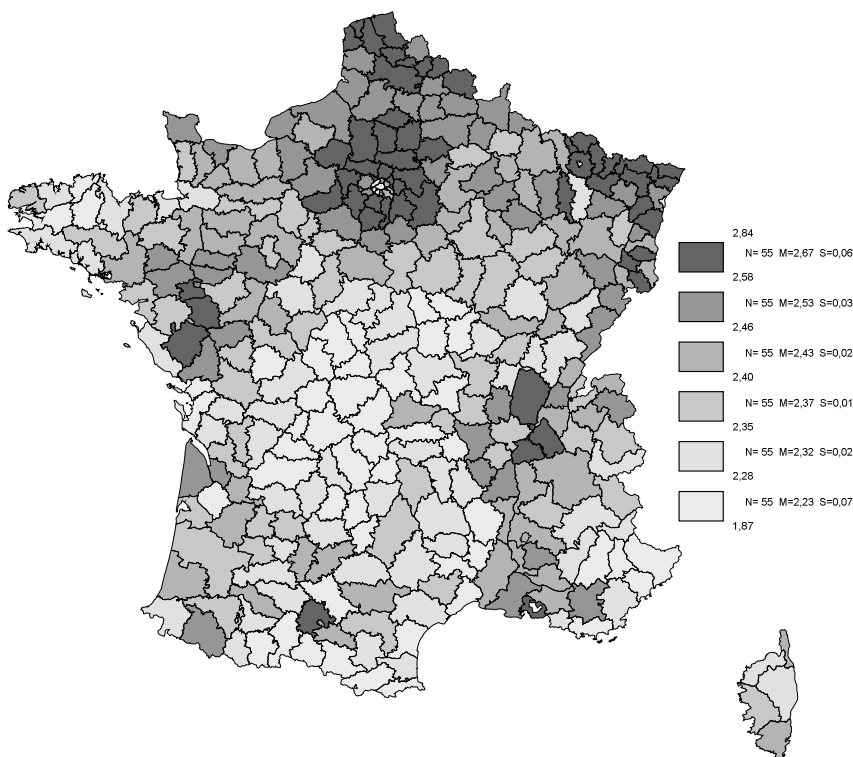 2,84
N= 55 M=2,67 S=0,06
2,58
N= 55 M=2,53 S=0,03
2,46
N= 55 M=2,43 S=0,02
2,40
N= 55 M=2,37 S=0,01
2,35
N= 55 M=2,32 S=0,02
2,28
N= 55 M=2,23 S=0,07
1,87